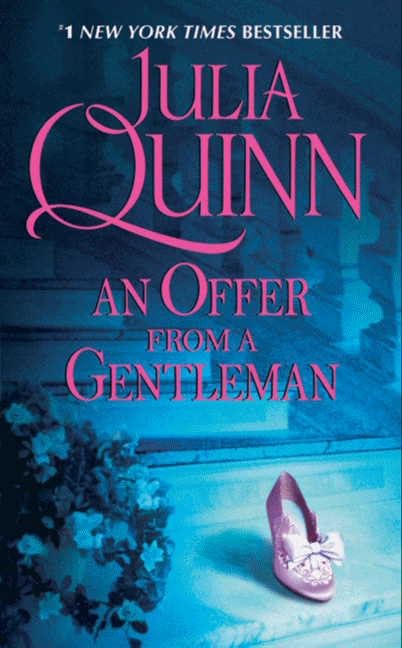 #1 NEW YORK TIMES BESTSELLER
JULIA
QUINN
AN OFFER
FROM A
GENTLEMAN